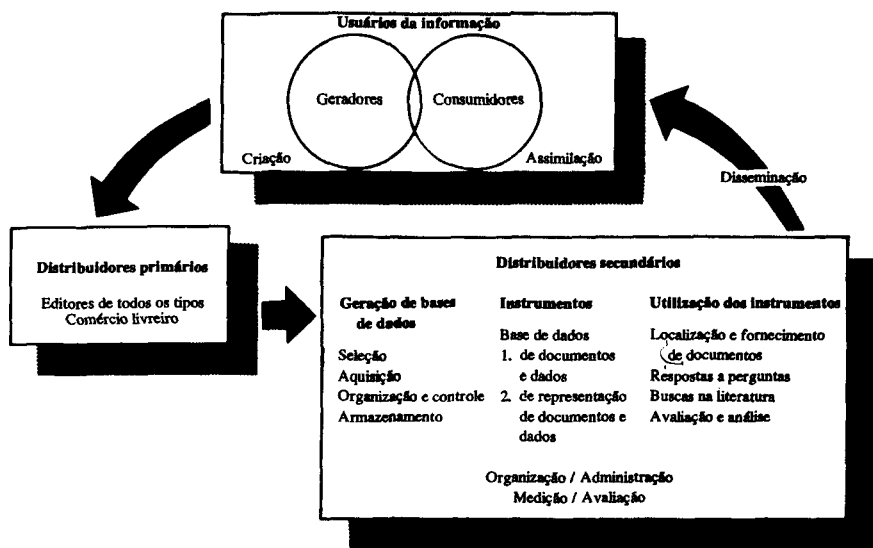 Usuários da informação
Geradores
Consumidores
Criação
Assimilação
Disseminação
Distribuidores primários
Editores de todos os tipos
Comércio livreiro
Distribuidores secundários
Geração de bases
de dados
Seleção
Aquisição
Organização e controle
Armazenamento
Instrumentos
Base de dados
1. de documentos
e dados
2. de representação
de documentos e
dados
Utilização dos instrumentos
Localização e fornecimento
de documentos
Respostas a perguntas
Buscas na literatura
Avaliação e análise
Organização / Administração
Medição / Avaliação